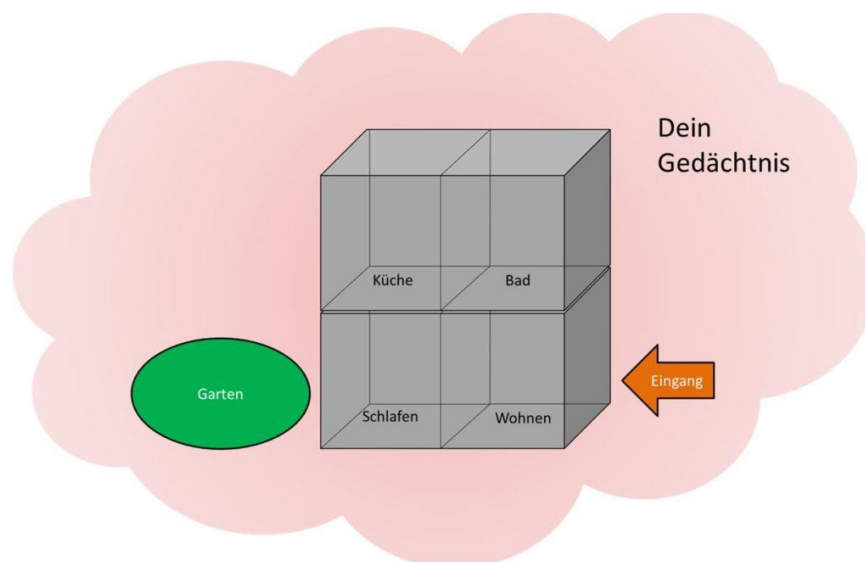 Dein
Gedächtnis
Küche
Bad
Garten
Schlafen
Wohnen
Eingang